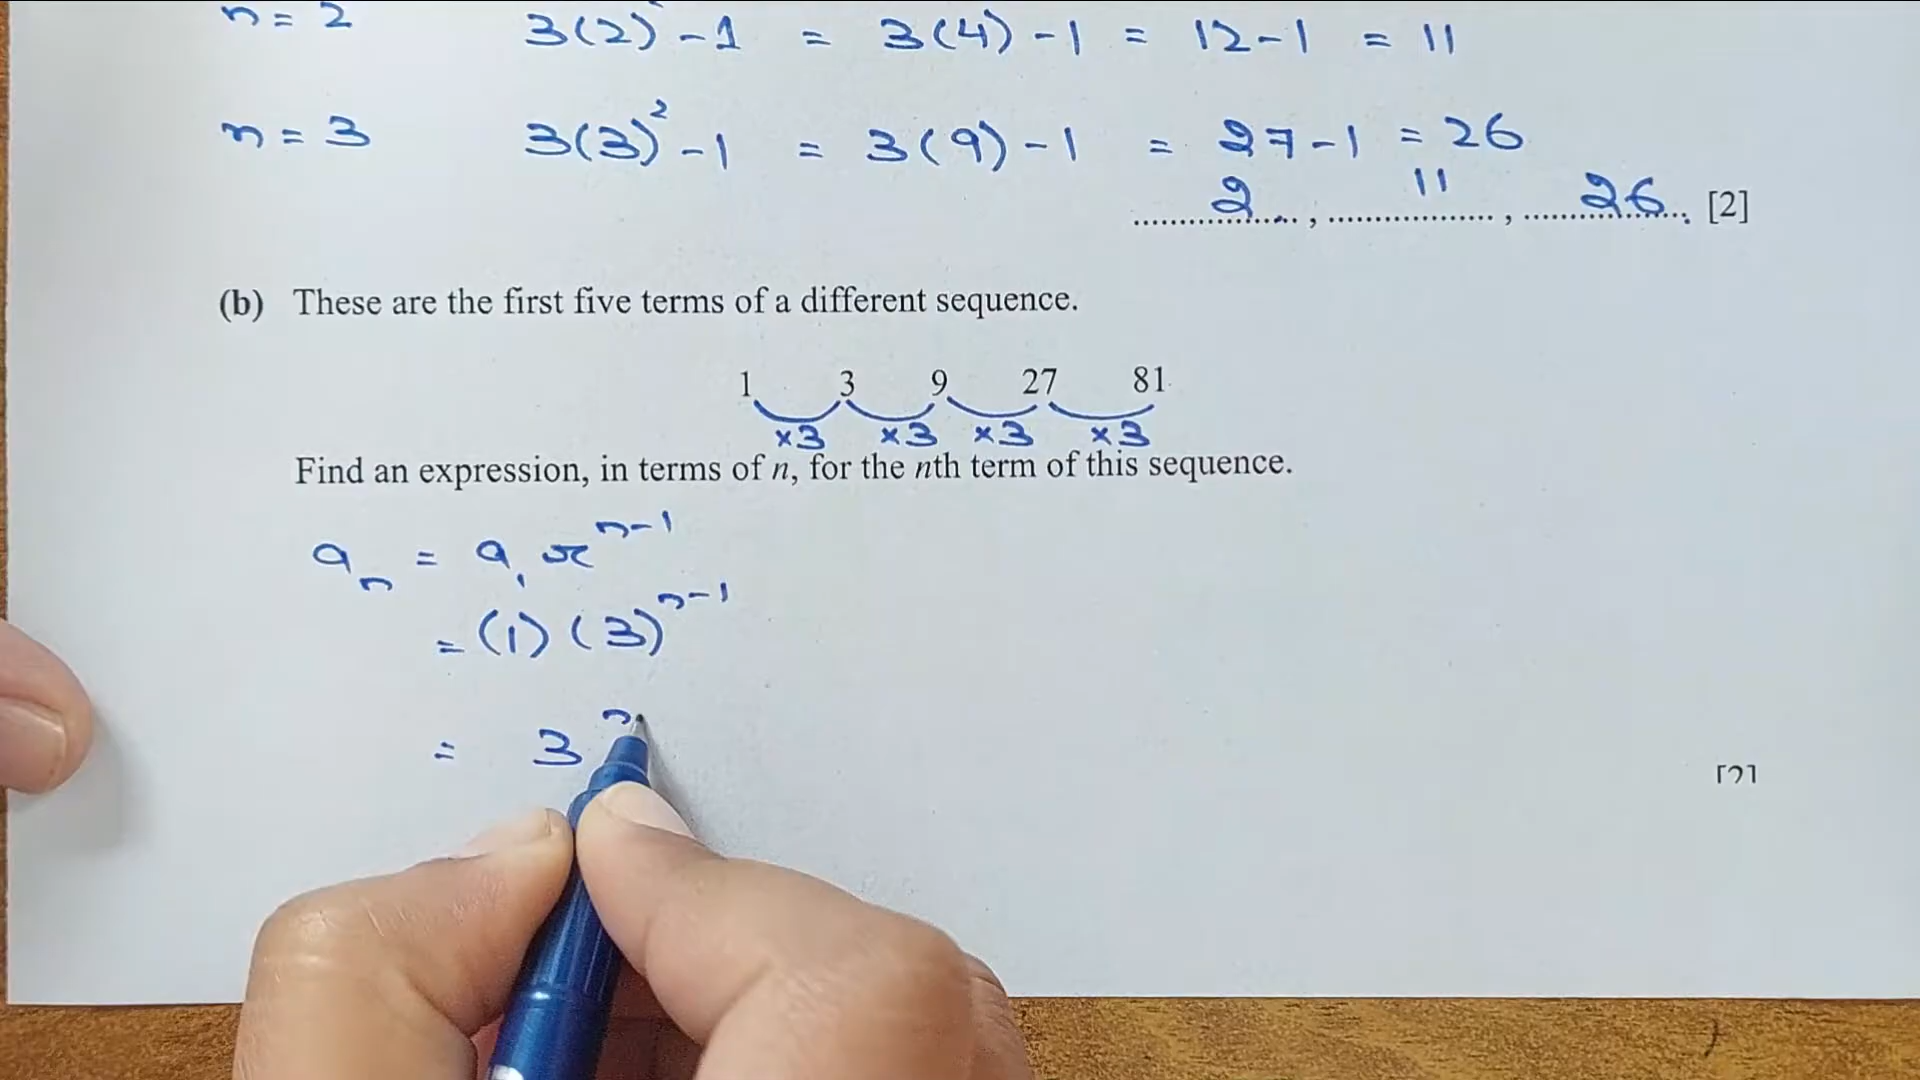 n = 2 3(2)² - 1 = 3(4) - 1 = 12 - 1 = 11
n = 3 3(3)² - 1 = 3(9) - 1 = 27 - 1 = 26
2 , 11 , 26 [2]
(b) These are the first five terms of a different sequence.
1 3 9 27 81
×3 ×3 ×3 ×3
Find an expression, in terms of n, for the nth term of this sequence.
aₙ = a₁ r^(n-1)
= (1) (3)^(n-1)
= 3^n